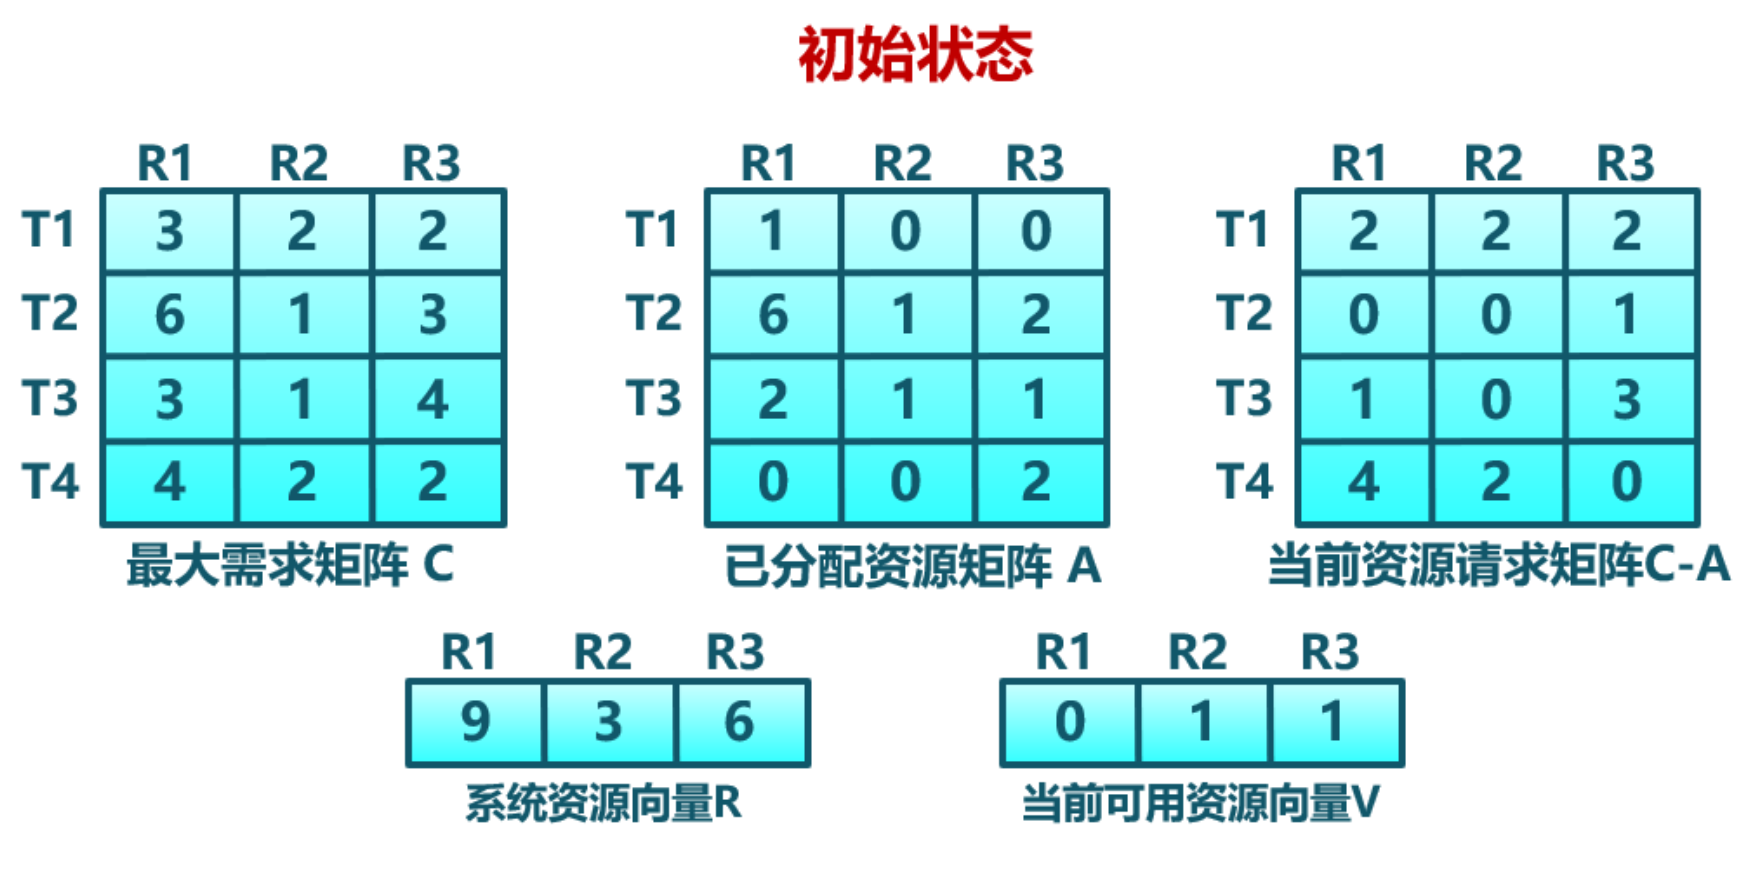 初始状态
R1 R2 R3
T1 3 2 2
T2 6 1 3
T3 3 1 4
T4 4 2 2
最大需求矩阵 C
R1 R2 R3
T1 1 0 0
T2 6 1 2
T3 2 1 1
T4 0 0 2
已分配资源矩阵 A
R1 R2 R3
T1 2 2 2
T2 0 0 1
T3 1 0 3
T4 4 2 0
当前资源请求矩阵C-A
R1 R2 R3
9 3 6
系统资源向量R
R1 R2 R3
0 1 1
当前可用资源向量V